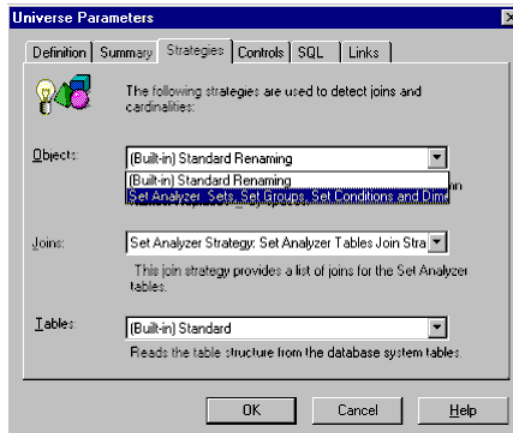 Universe Parameters
Definition Summary Strategies Controls SQL Links
The following strategies are used to detect joins and
cardinalities:
Objects: (Built-in) Standard Renaming
(Built-in) Standard Renaming
Set Analyzer Sets, Set Groups, Set Conditions and Dime
Joins: Set Analyzer Strategy: Set Analyzer Tables Join Stra
This join strategy provides a list of joins for the Set Analyzer
tables.
Tables: (Built-in) Standard
Reads the table structure from the database system tables.
OK Cancel Help